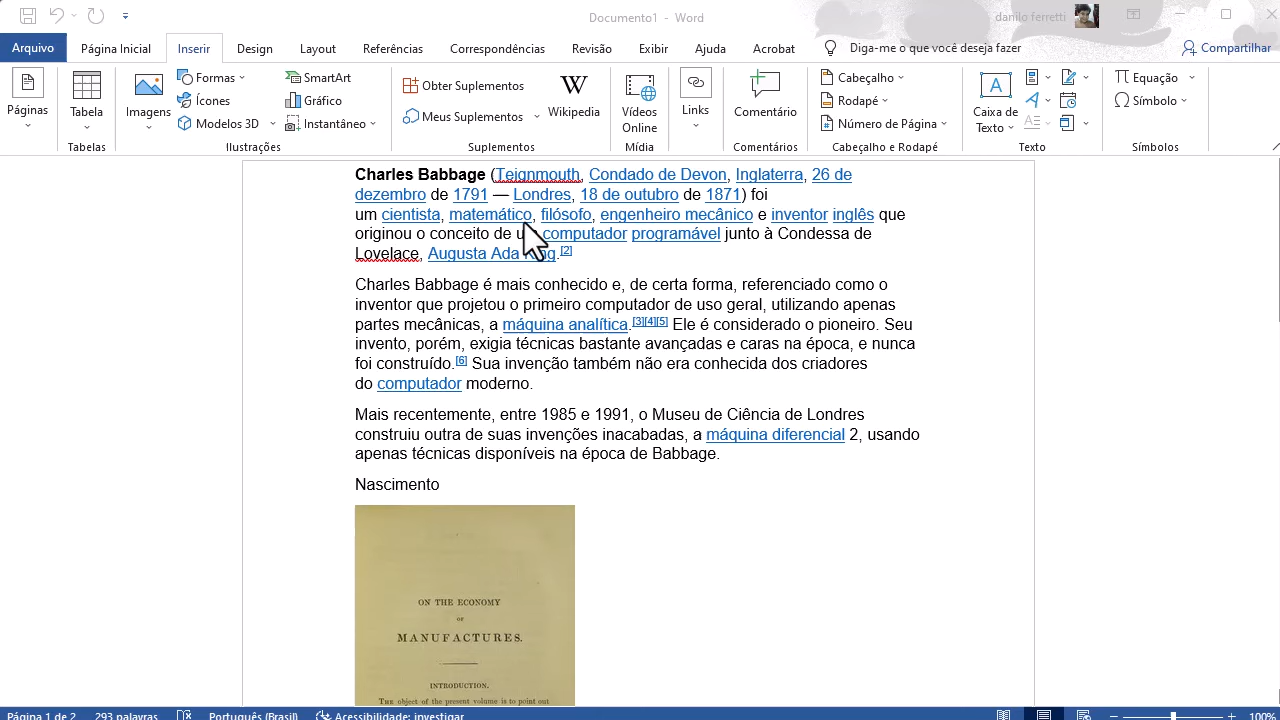 Documento1 - Word
danilo ferretti
Arquivo Página Inicial Inserir Design Layout Referências Correspondências Revisão Exibir Ajuda Acrobat Diga-me o que você deseja fazer Compartilhar
Páginas
Tabela
Imagens
Formas
Ícones
Modelos 3D
SmartArt
Gráfico
Instantâneo
Obter Suplementos
Meus Suplementos
W
Wikipedia
Vídeos
Online
Links
Comentário
Cabeçalho
Rodapé
Número de Página
A
Caixa de
Texto
Equação
Símbolo
Tabelas Ilustrações Suplementos Mídia Comentários Cabeçalho e Rodapé Texto Símbolos
Charles Babbage (Teignmouth, Condado de Devon, Inglaterra, 26 de
dezembro de 1791 — Londres, 18 de outubro de 1871) foi
um cientista, matemático, filósofo, engenheiro mecânico e inventor inglês que
originou o conceito de computador programável junto à Condessa de
Lovelace, Augusta Ada .[2]
Charles Babbage é mais conhecido e, de certa forma, referenciado como o
inventor que projetou o primeiro computador de uso geral, utilizando apenas
partes mecânicas, a máquina analítica.[3][4][5] Ele é considerado o pioneiro. Seu
invento, porém, exigia técnicas bastante avançadas e caras na época, e nunca
foi construído.[6] Sua invenção também não era conhecida dos criadores
do computador moderno.
Mais recentemente, entre 1985 e 1991, o Museu de Ciência de Londres
construiu outra de suas invenções inacabadas, a máquina diferencial 2, usando
apenas técnicas disponíveis na época de Babbage.
Nascimento
ON THE ECONOMY
OF
MANUFACTURES.
INTRODUCTION.
THE object of the present volume is to point out
Página 1 de 2 293 palavras Português (Brasil) Acessibilidade: investigar 100%